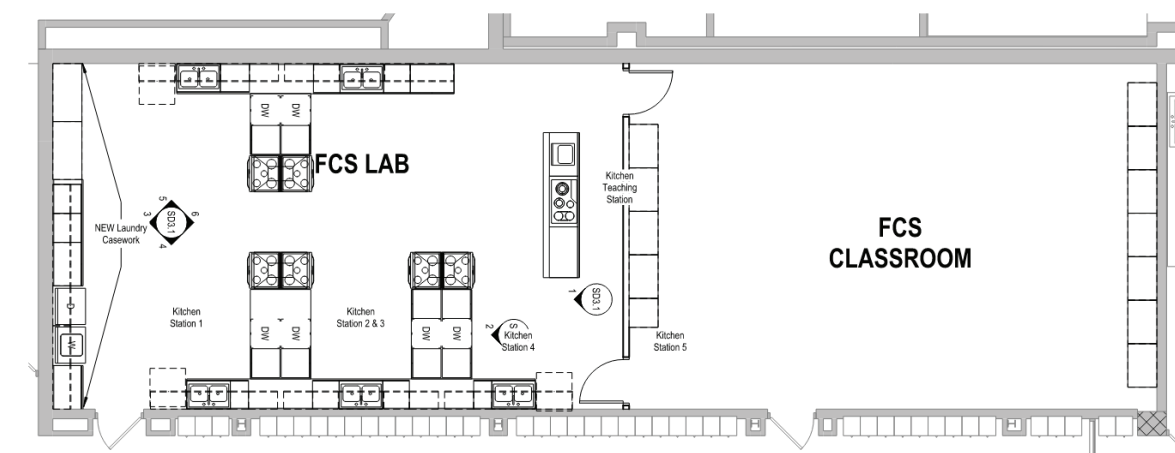 DW
DW
FCS LAB
Kitchen
Teaching
Station
5
3
SD3.1
6
4
NEW Laundry
Casework
FCS
CLASSROOM
1
SD3.1
D
W
Kitchen
Station 1
Kitchen
Station 2 & 3
2
S
Kitchen
Station 4
Kitchen
Station 5
DW
DW
DW
DW